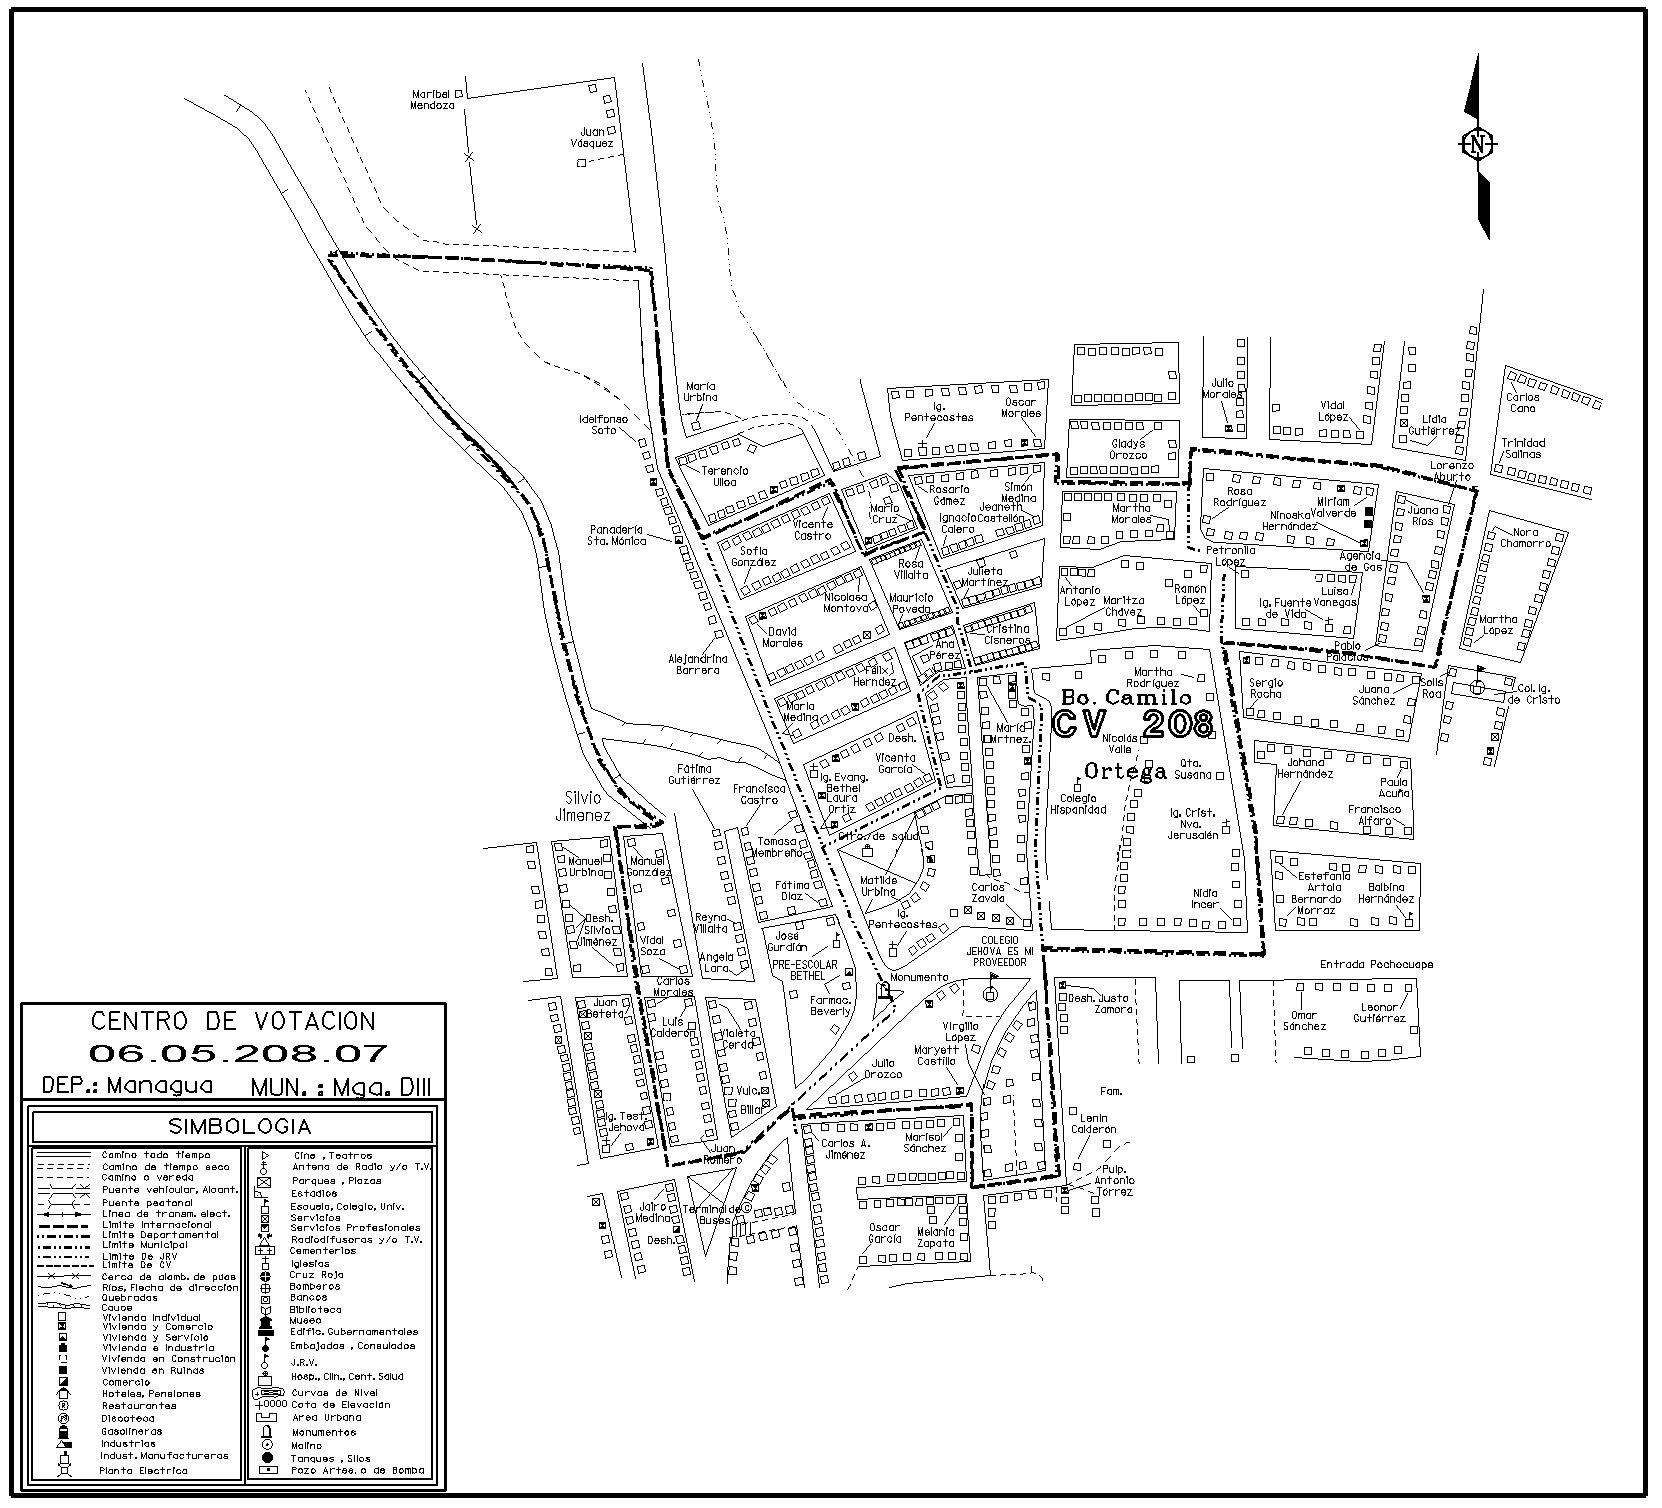 Maribel
Mendoza
Juan
Vásquez
N
María
Urbina
Idelfonso
Soto
Ig.
Pentecostes
Oscar
Morales
Julio
Morales
Vidal
López
Lidia
Gutiérrez
Carlos
Cano
Trinidad
Salinas
Gladys
Orozco
Lorenzo
Aburto
Terencio
Ulloa
Rosario
Gómez
Simón
Medina
Jeaneth
Castellón
Ignacio
Calero
Mario
Cruz
Vicente
Castro
Martha
Morales
Rosa
Rodríguez
Miriam
Valverde
Ninoska
Hernández
Juana
Ríos
Nora
Chamorro
Panadería
Sta. Mónica
Sofía
González
Petronila
López
Agencia
de Gas
Rosa
Villalta
Julieta
Martínez
Nicolasa
Montoya
Mauricio
Poveda
Antonio
López
Maritza
Chávez
Ramón
López
Luisa
Vanegas
Ig. Fuente
de Vida
Martha
López
David
Morales
Cristina
Cisneros
Ana
Pérez
Alejandrina
Barrera
Félix
Herndez
Pablo
Palacios
Martha
Rodríguez
Sergio
Rocha
Juana
Sánchez
Solís
Roa
Col. Ig.
de Cristo
María
Medina
María
Mrtnez.
Bo. Camilo
CV 208
Ortega
Nicolás
Valle
Desh.
Vicenta
García
Qta.
Susana
Johana
Hernández
Paula
Acuña
Fátima
Gutiérrez
Francisca
Castro
Ig. Evang.
Bethel
Laura
Ortiz
Silvio
Jimenez
Colegio
Hispanidad
Ig. Crist.
Nva.
Jerusalén
Francisco
Alfaro
Ctro. de salud
Tomasa
Membreño
Manuel
Urbina
Manuel
González
Matilde
Urbina
Carlos
Zavala
Fátima
Díaz
Nidia
Incer
Estefanía
Artola
Bernardo
Morraz
Balbina
Hernández
Desh.
Silvio
Jiménez
Reyna
Villalta
Ig.
Pentecostes
Vidal
Soza
José
Gurdián
COLEGIO
JEHOVA ES MI
PROVEEDOR
Angela
Lara
PRE-ESCOLAR
BETHEL
Entrada Pochocuape
Monumento
Carlos
Morales
Juan
Beteta
Luis
Calderón
Farmac.
Beverly
Desh. Justo
Zamora
Omar
Sánchez
Leonor
Gutiérrez
Violeta
Cerda
Virgilio
López
Maryett
Castillo
Julio
Orozco
Vulc.
Billar
Fam.
Lenin
Calderón
Ig. Test.
Jehova
Juan
Romero
Carlos A.
Jiménez
Marisol
Sánchez
Pulp.
Antonio
Torrez
Jairo
Medina
Terminal de
Buses
Desh.
Oscar
García
Melania
Zapata
CENTRO DE VOTACION
06.05.208.07
DEP.: Managua MUN. : Mga. DIII
SIMBOLOGIA
Camino todo tiempo
Camino de tiempo seco
Camino o vereda
Puente vehicular, Alcant.
Puente peatonal
Linea de transm. elect.
Limite Internacional
Limite Departamental
Limite Municipal
Limite De JRV
Limite De CV
Cerca de alamb. de puas
Ríos, Flecha de dirección
Quebradas
Cauce
Vivienda Individual
Vivienda y Comercio
Vivienda y Servicio
Vivienda e Industria
Vivienda en Construción
Vivienda en Ruinas
Comercio
Hoteles, Pensiones
Restaurantes
Discoteca
Gasolineras
Industrias
Indust. Manufactureras
Planta Electrica
Cine , Teatros
Antena de Radio y/o T.V.
Parques , Plazas
Estadios
Escuela, Colegio, Univ.
Servicios
Servicios Profesionales
Radiodifusoras y/o T.V.
Cementerios
Iglesias
Cruz Roja
Bomberos
Bancos
Biblioteca
Museo
Edific. Gubernamentales
Embajadas , Consulados
J.R.V.
Hosp., Clin., Cent. Salud
Curvas de Nivel
+0000 Cota de Elevación
Area Urbana
Monumentos
Molino
Tanques , Silos
Pozo Artes. o de Bomba